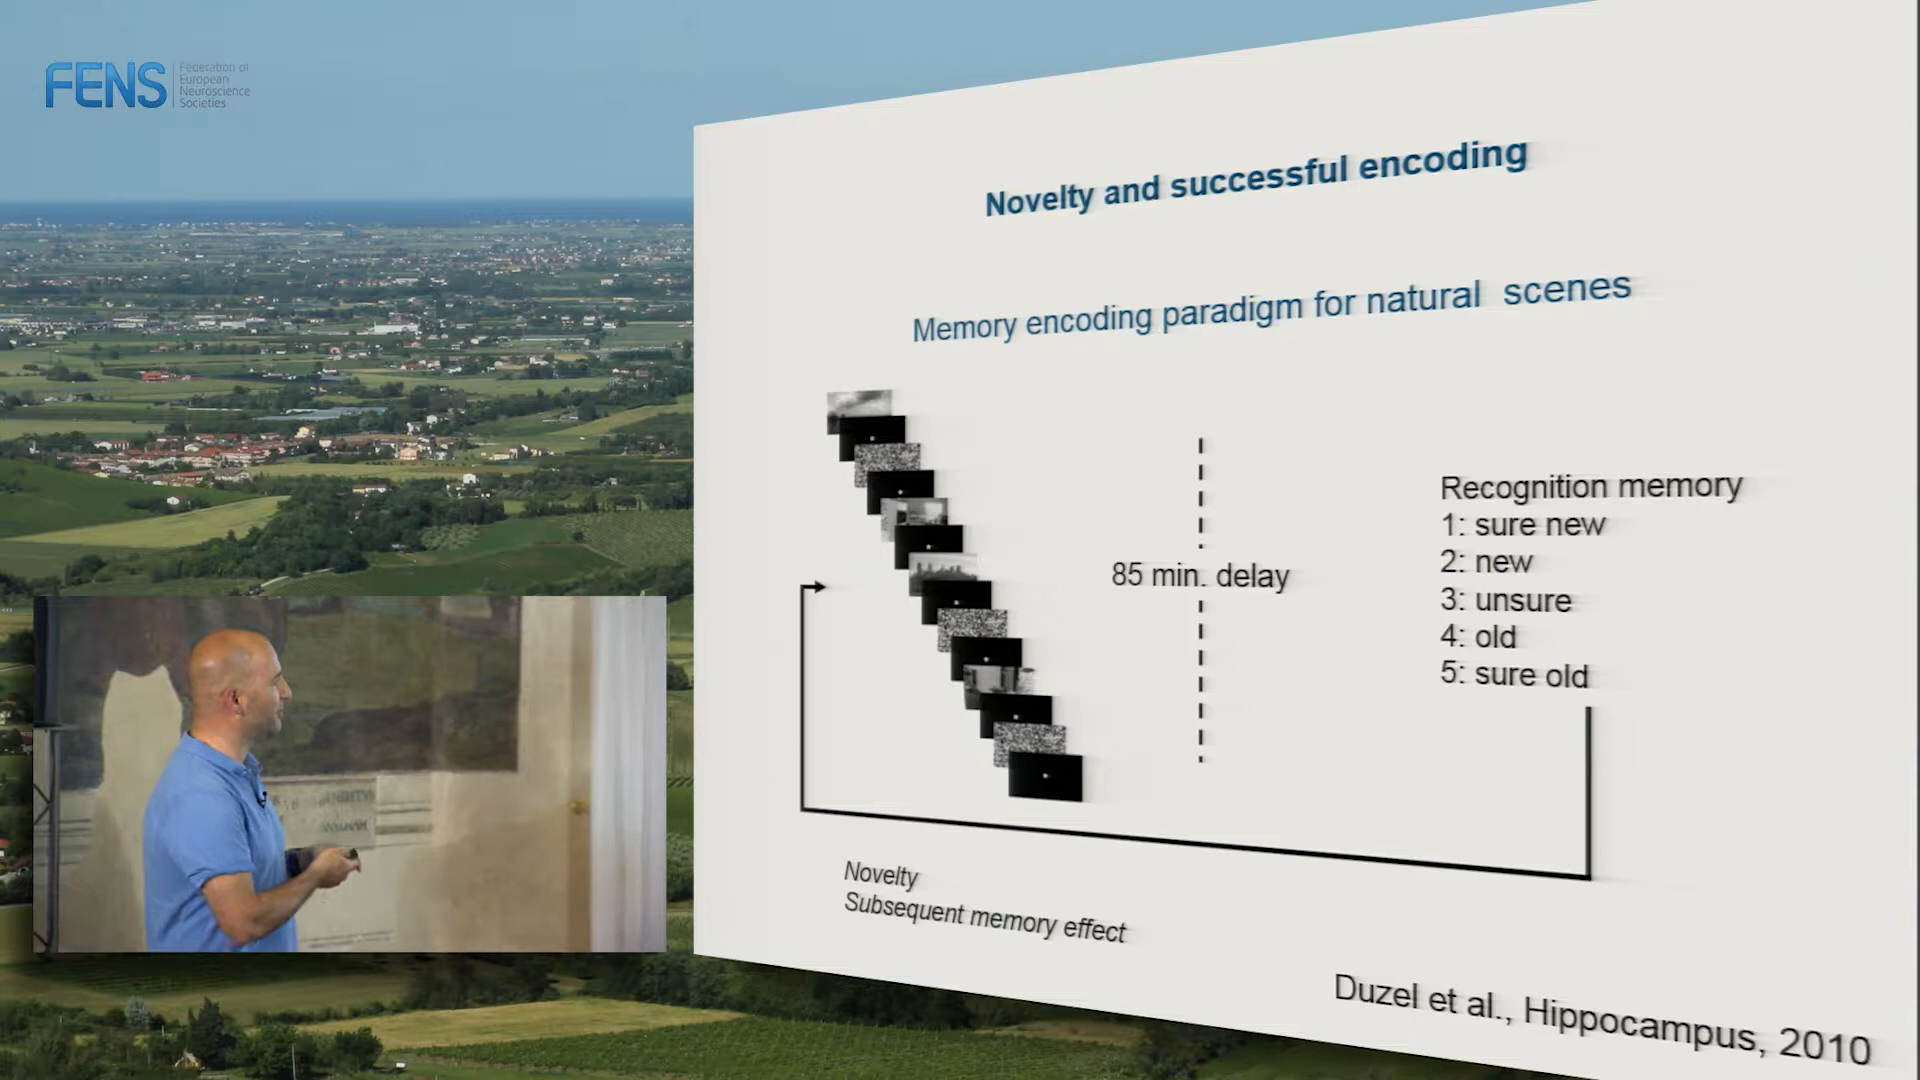 FENS
Federation of
European
Neuroscience
Societies
Novelty and successful encoding
Memory encoding paradigm for natural scenes
85 min. delay
Recognition memory
1: sure new
2: new
3: unsure
4: old
5: sure old
Novelty
Subsequent memory effect
Duzel et al., Hippocampus, 2010